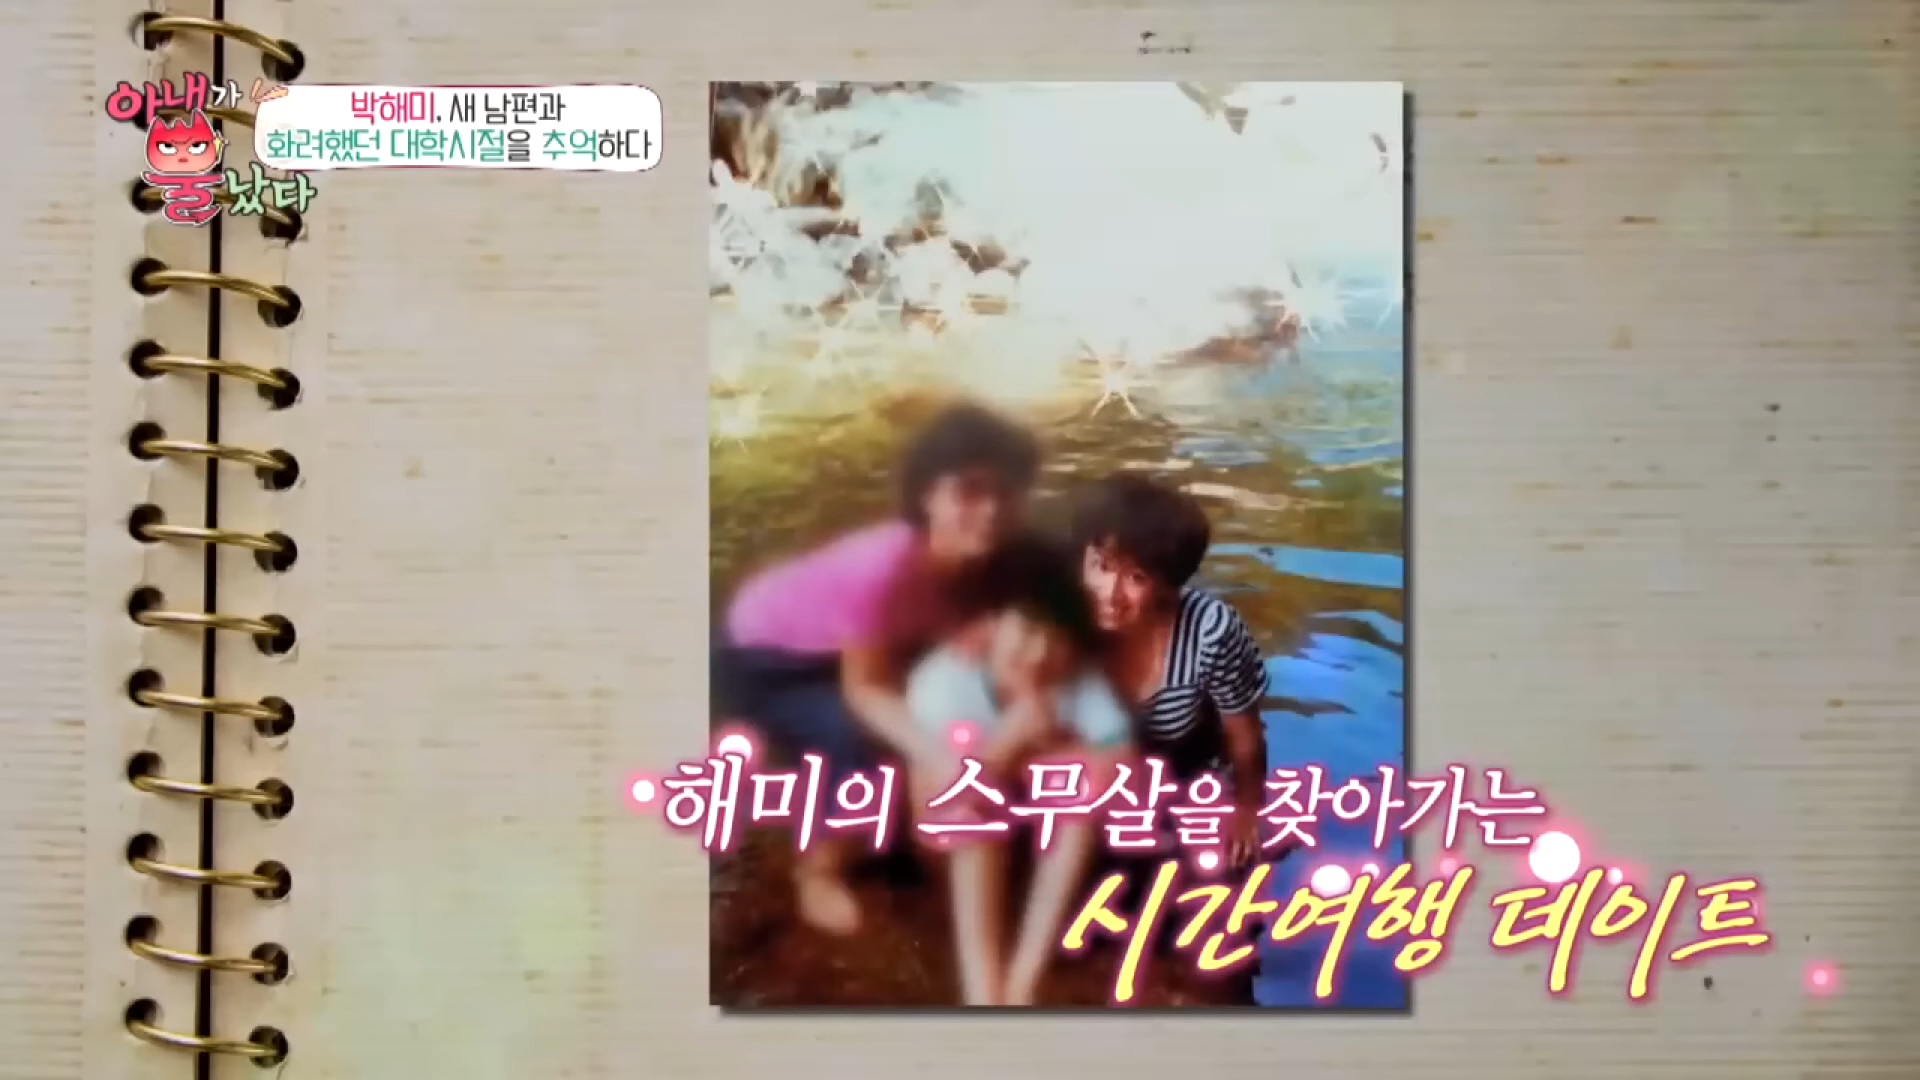 아내가
뿔났다
박해미, 새 남편과
화려했던 대학시절을 추억하다
해미의 스무살을 찾아가는
시간여행 데이트